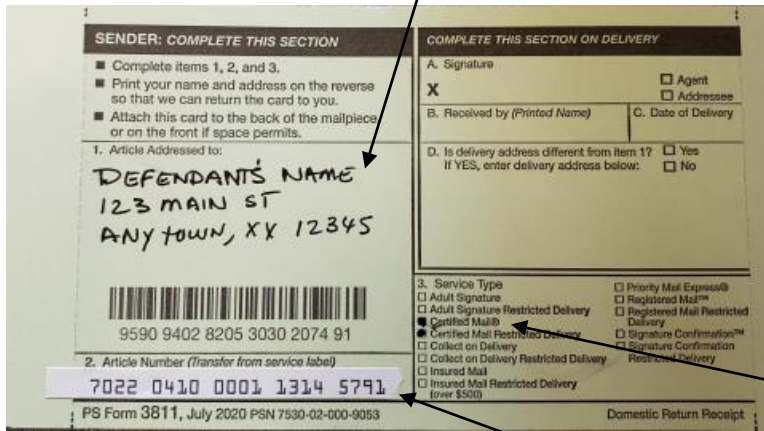 SENDER: COMPLETE THIS SECTION
■ Complete items 1, 2, and 3.
■ Print your name and address on the reverse
so that we can return the card to you.
■ Attach this card to the back of the mailpiece,
or on the front if space permits.
1. Article Addressed to:
DEFENDANT'S NAME
123 MAIN ST
ANYTOWN, XX 12345
9590 9402 8205 3030 2074 91
2. Article Number (Transfer from service label)
7022 0410 0001 1314 5791
PS Form 3811, July 2020 PSN 7530-02-000-9053
COMPLETE THIS SECTION ON DELIVERY
A. Signature
X
☐ Agent
☐ Addressee
B. Received by (Printed Name)
C. Date of Delivery
D. Is delivery address different from item 1? ☐ Yes
If YES, enter delivery address below: ☐ No
3. Service Type
☐ Adult Signature
☐ Adult Signature Restricted Delivery
Certified Mail®
Certified Mail Restricted Delivery
☐ Collect on Delivery
☐ Collect on Delivery Restricted Delivery
☐ Insured Mail
☐ Insured Mail Restricted Delivery
(over $500)
☐ Priority Mail Express®
☐ Registered Mail™
☐ Registered Mail Restricted
Delivery
☐ Signature Confirmation™
☐ Signature Confirmation
Restricted Delivery
Domestic Return Receipt